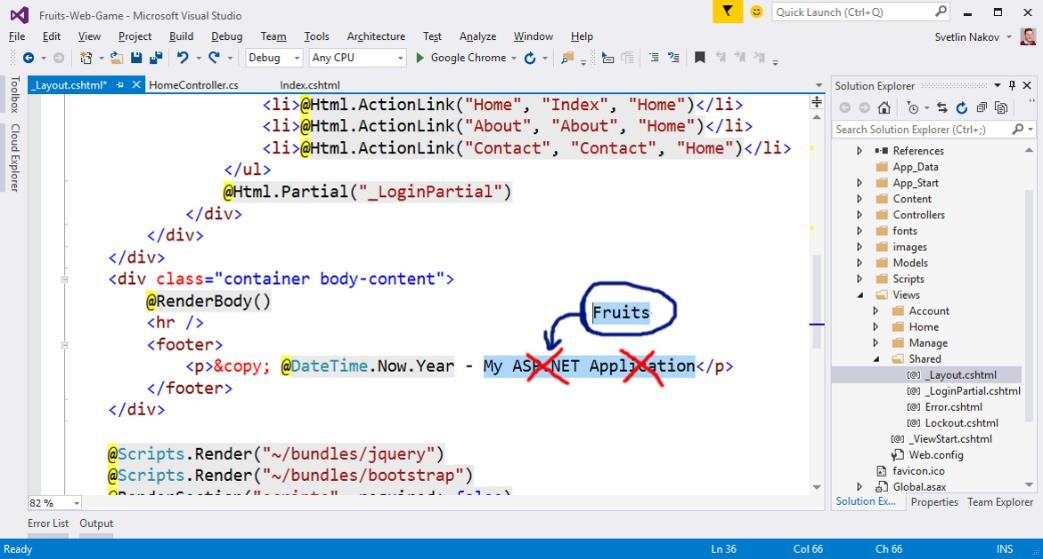 Fruits-Web-Game - Microsoft Visual Studio
Quick Launch (Ctrl+Q)
File Edit View Project Build Debug Team Tools Architecture Test Analyze Window Help
Svetlin Nakov
Debug Any CPU Google Chrome
Toolbox
Cloud Explorer
_Layout.cshtml* HomeController.cs Index.cshtml
<li>@Html.ActionLink("Home", "Index", "Home")</li>
<li>@Html.ActionLink("About", "About", "Home")</li>
<li>@Html.ActionLink("Contact", "Contact", "Home")</li>
</ul>
@Html.Partial("_LoginPartial")
</div>
</div>
</div>
<div class="container body-content">
@RenderBody()
<hr />
Fruits
<footer>
<p>&copy; @DateTime.Now.Year - My ASP.NET Application</p>
</footer>
</div>
@Scripts.Render("~/bundles/jquery")
@Scripts.Render("~/bundles/bootstrap")
@RenderSection("scripts", required: false)
82 %
Solution Explorer
Search Solution Explorer (Ctrl+;)
References
App_Data
App_Start
Content
Controllers
fonts
images
Models
Scripts
Views
Account
Home
Manage
Shared
_Layout.cshtml
_LoginPartial.cshtml
Error.cshtml
Lockout.cshtml
_ViewStart.cshtml
Web.config
favicon.ico
Global.asax
Solution Ex... Properties Team Explorer
Error List Output
Ready Ln 36 Col 66 Ch 66 INS